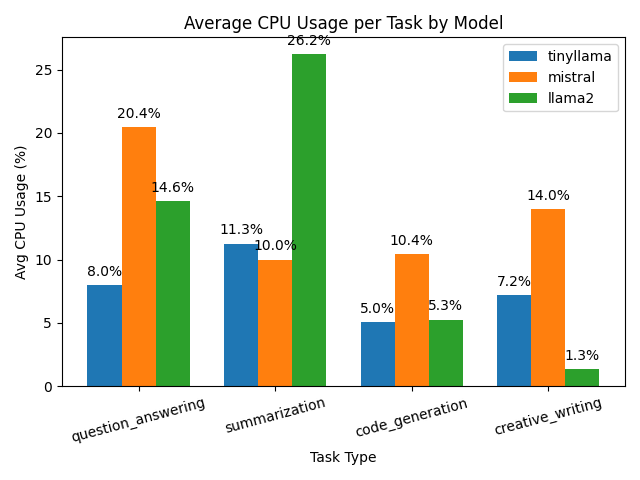 Average CPU Usage per Task by Model
tinyllama
mistral
llama2
Avg CPU Usage (%)
25
20
15
10
5
0
8.0%
20.4%
14.6%
11.3%
10.0%
26.2%
5.0%
10.4%
5.3%
7.2%
14.0%
1.3%
question_answering
summarization
code_generation
creative_writing
Task Type